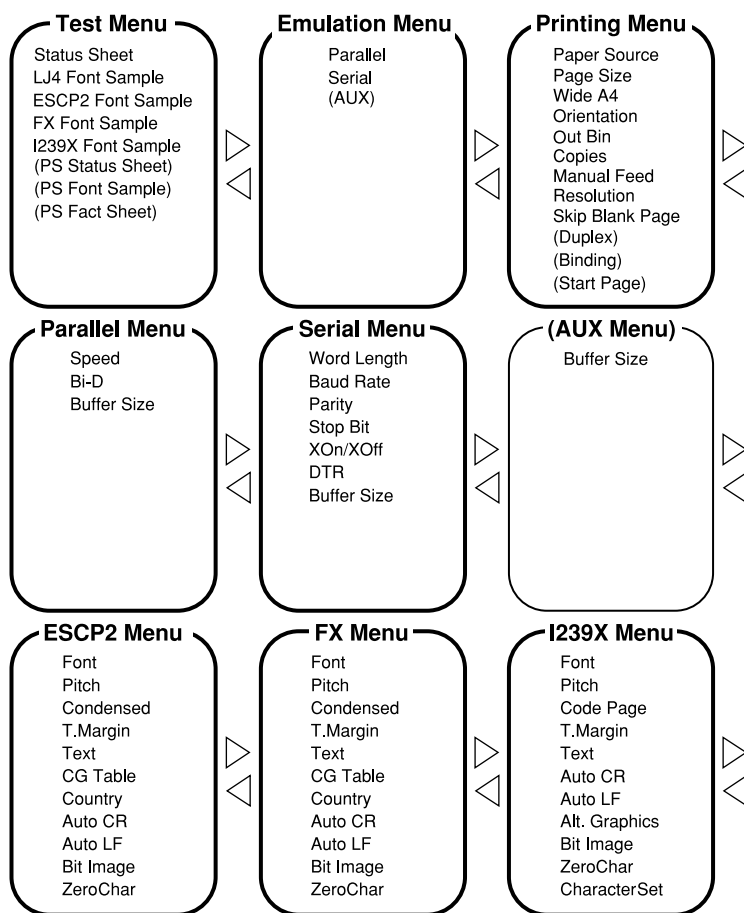 Test Menu
Status Sheet
LJ4 Font Sample
ESCP2 Font Sample
FX Font Sample
I239X Font Sample
(PS Status Sheet)
(PS Font Sample)
(PS Fact Sheet)
Emulation Menu
Parallel
Serial
(AUX)
Printing Menu
Paper Source
Page Size
Wide A4
Orientation
Out Bin
Copies
Manual Feed
Resolution
Skip Blank Page
(Duplex)
(Binding)
(Start Page)
Parallel Menu
Speed
Bi-D
Buffer Size
Serial Menu
Word Length
Baud Rate
Parity
Stop Bit
XOn/XOff
DTR
Buffer Size
(AUX Menu)
Buffer Size
ESCP2 Menu
Font
Pitch
Condensed
T.Margin
Text
CG Table
Country
Auto CR
Auto LF
Bit Image
ZeroChar
FX Menu
Font
Pitch
Condensed
T.Margin
Text
CG Table
Country
Auto CR
Auto LF
Bit Image
ZeroChar
I239X Menu
Font
Pitch
Code Page
T.Margin
Text
Auto CR
Auto LF
Alt. Graphics
Bit Image
ZeroChar
CharacterSet